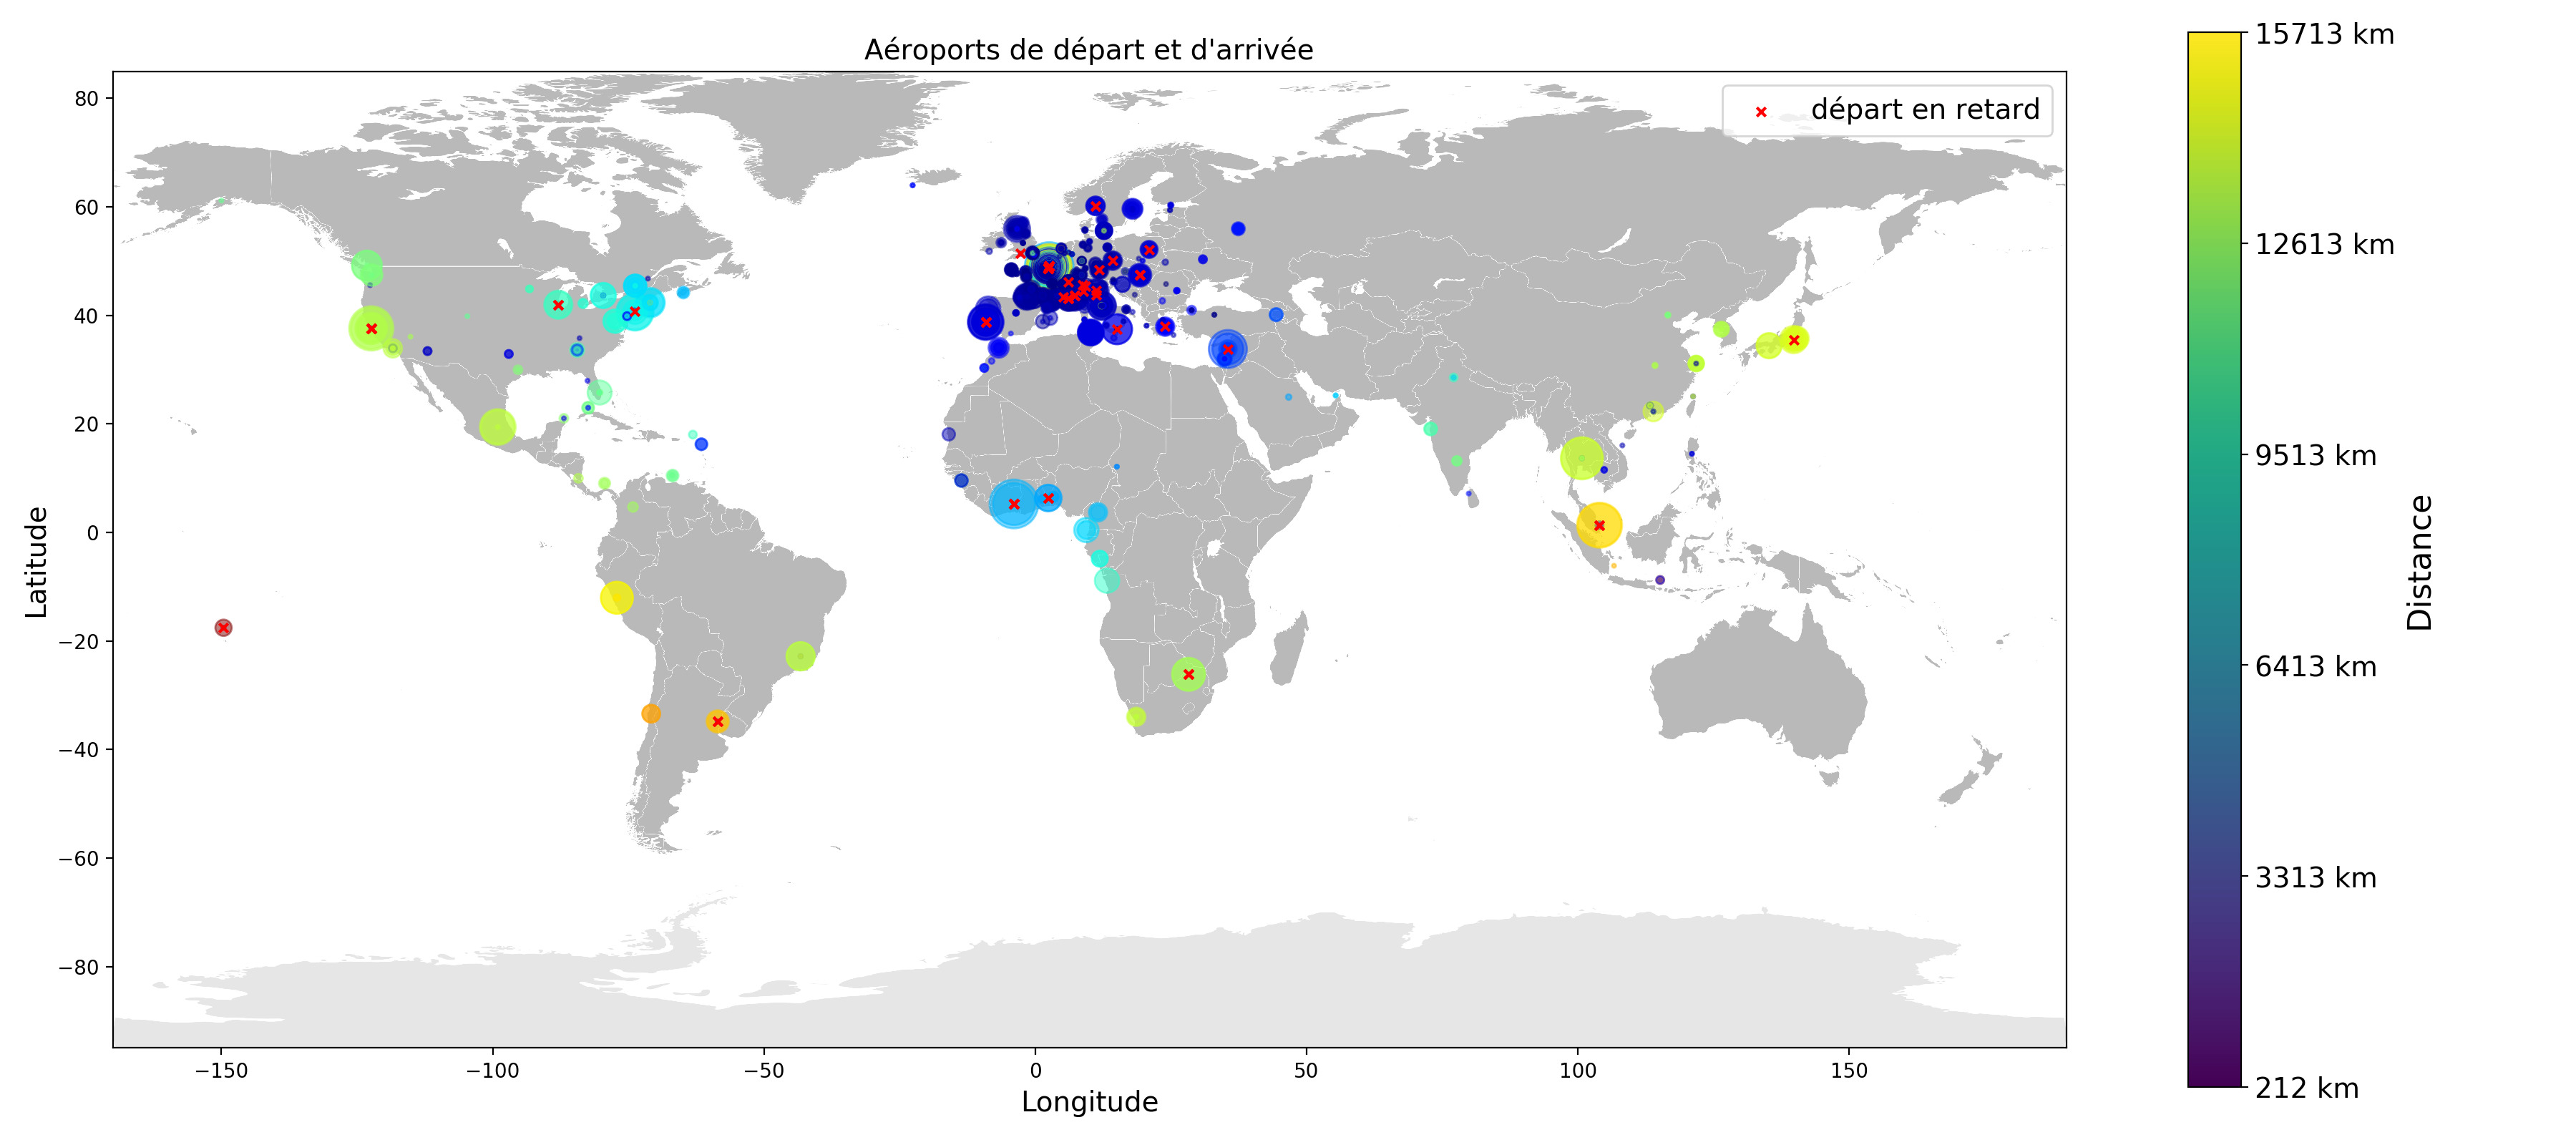 Aéroports de départ et d'arrivée
départ en retard
80
60
40
20
0
−20
−40
−60
−80
Latitude
−150
−100
−50
0
50
100
150
Longitude
15713 km
12613 km
9513 km
6413 km
3313 km
212 km
Distance